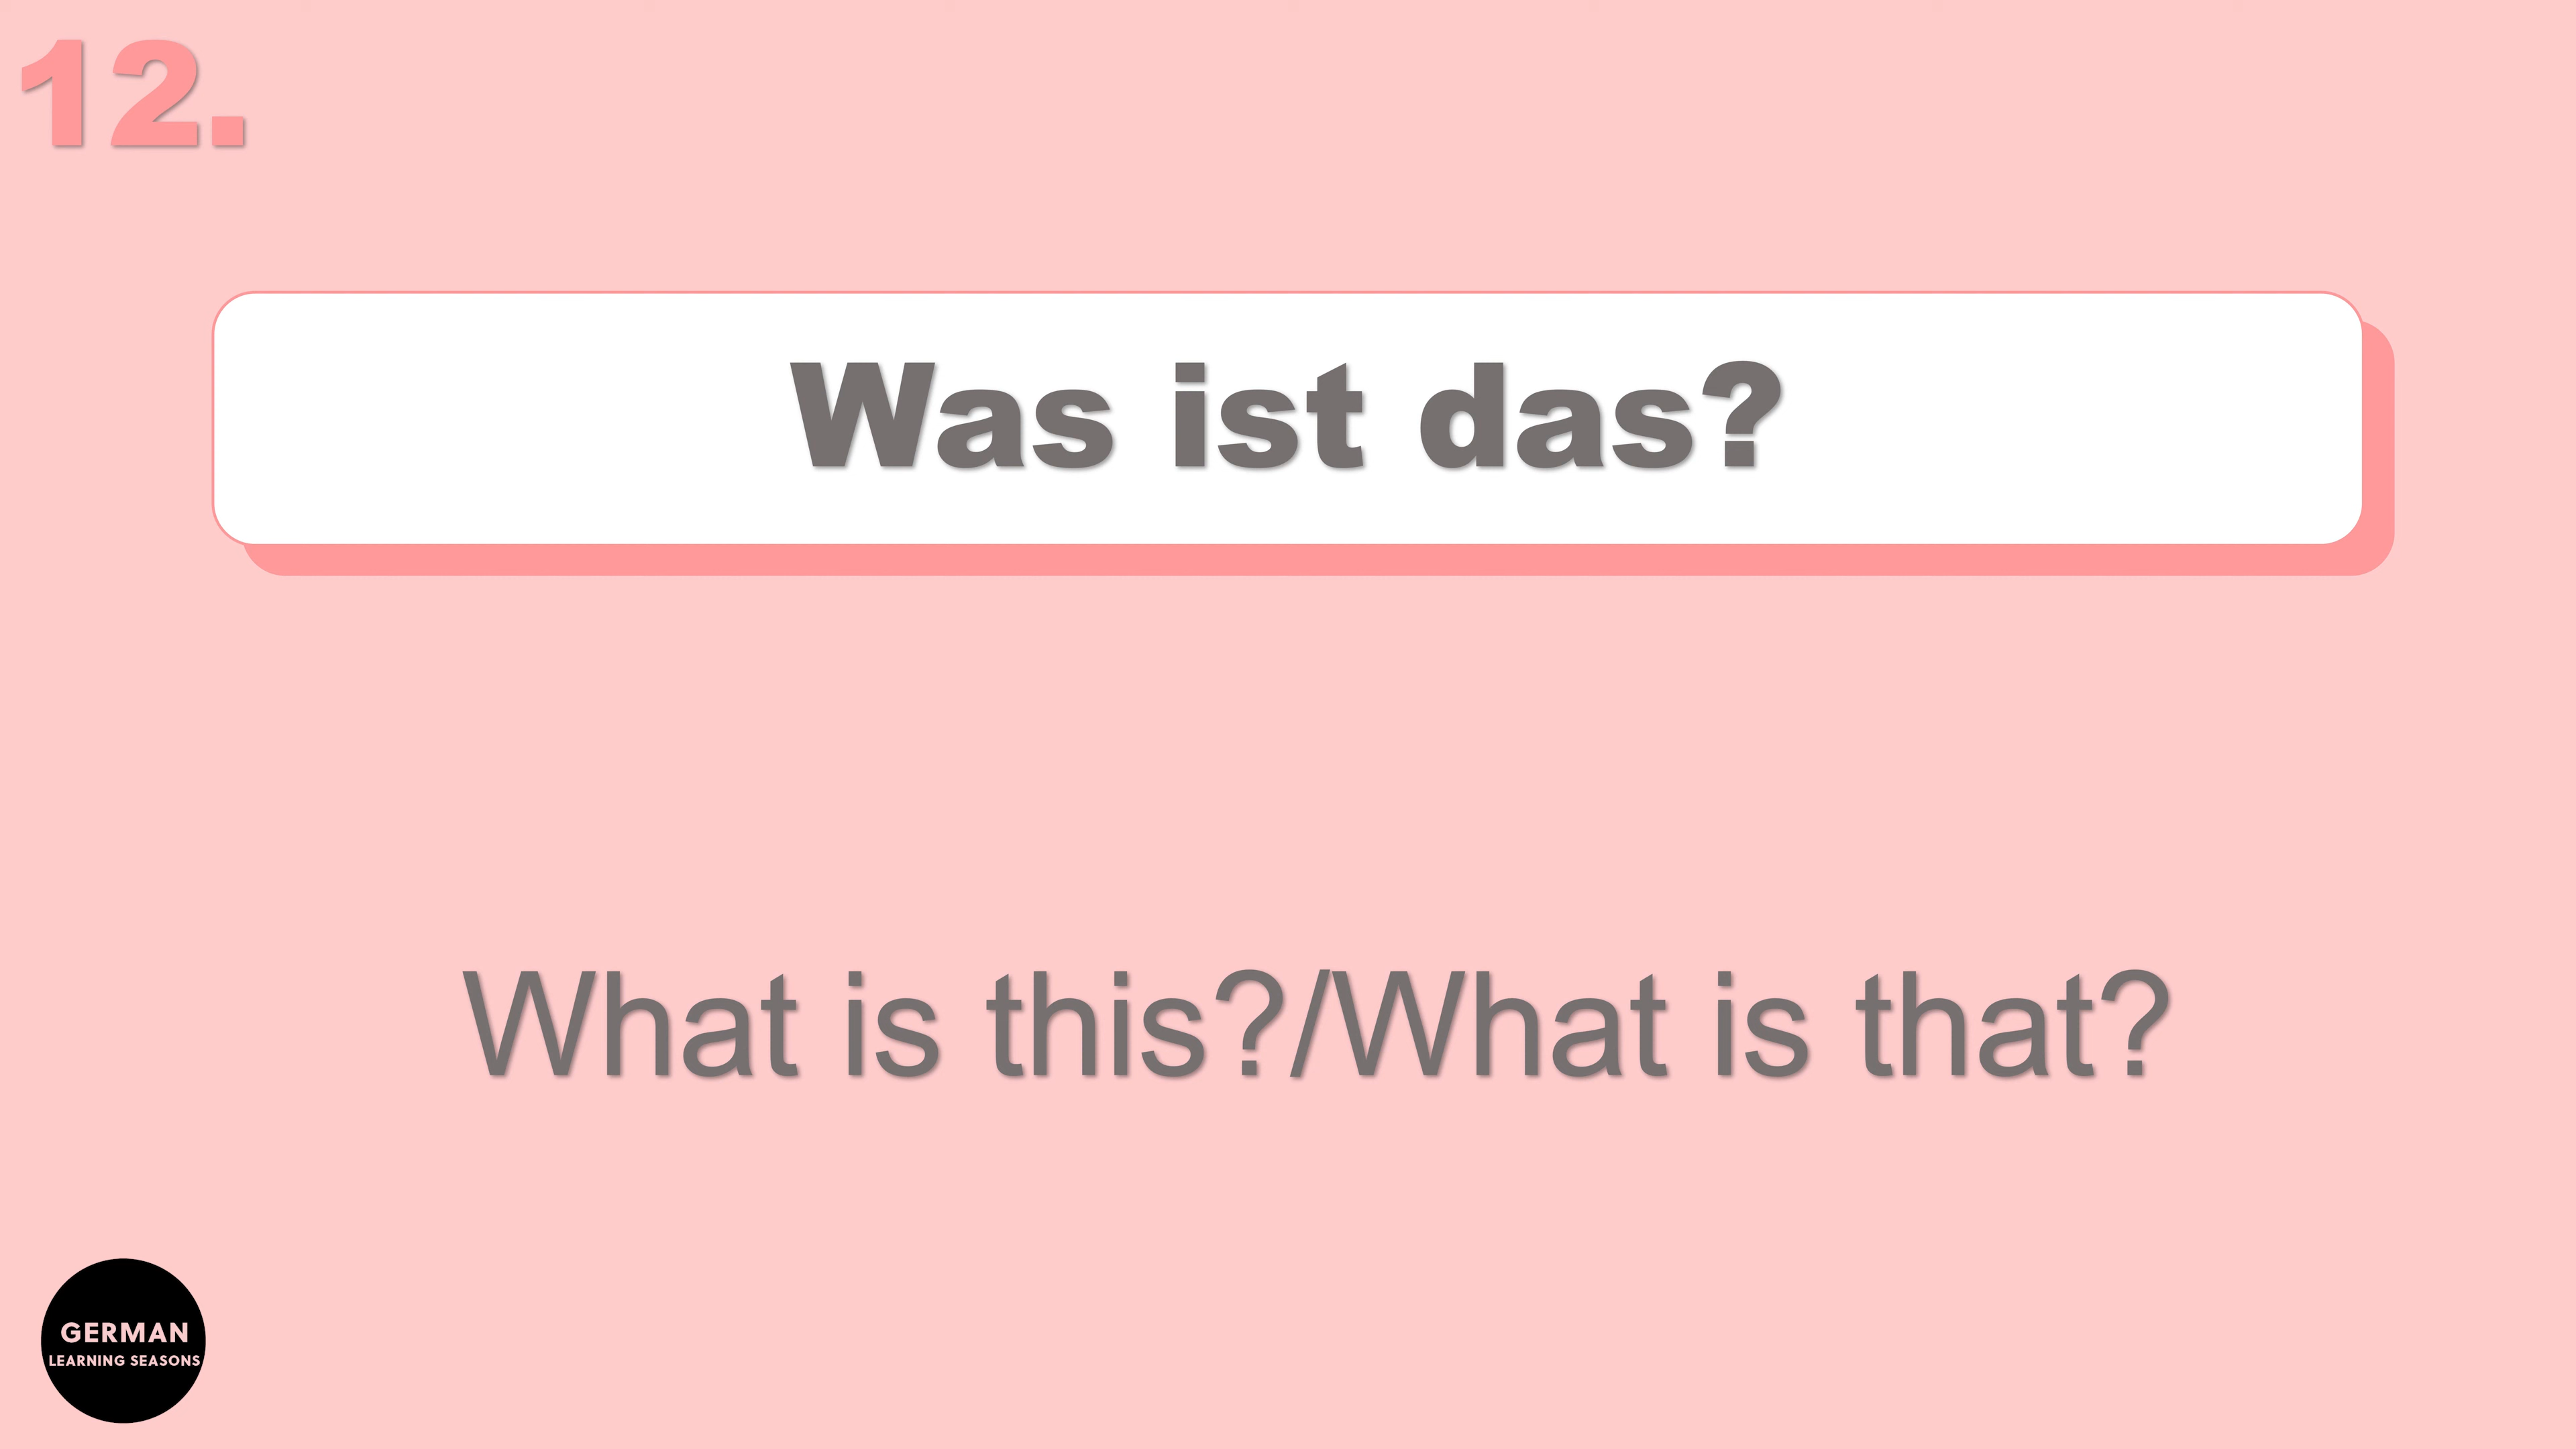 12.
Was ist das?
What is this?/What is that?
GERMAN
LEARNING SEASONS